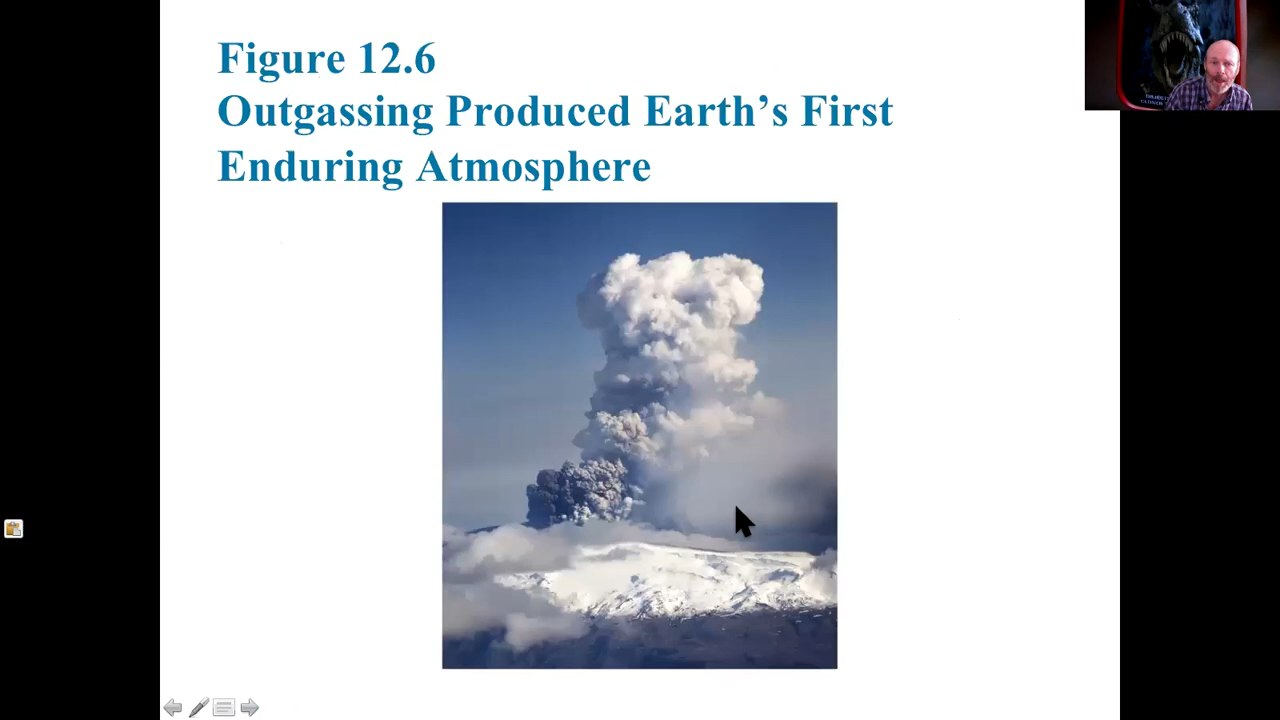 Figure 12.6
Outgassing Produced Earth’s First
Enduring Atmosphere